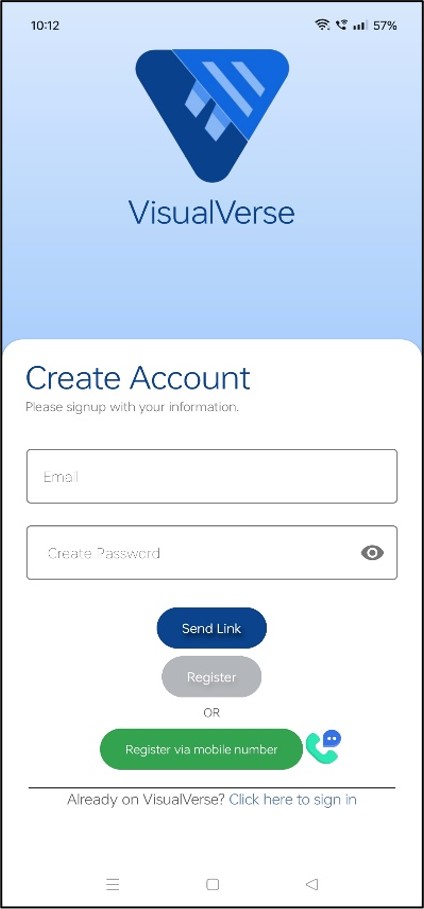 10:12 57%
VisualVerse
Create Account
Please signup with your information.
Email
Create Password
Send Link
Register
OR
Register via mobile number
Already on VisualVerse? Click here to sign in